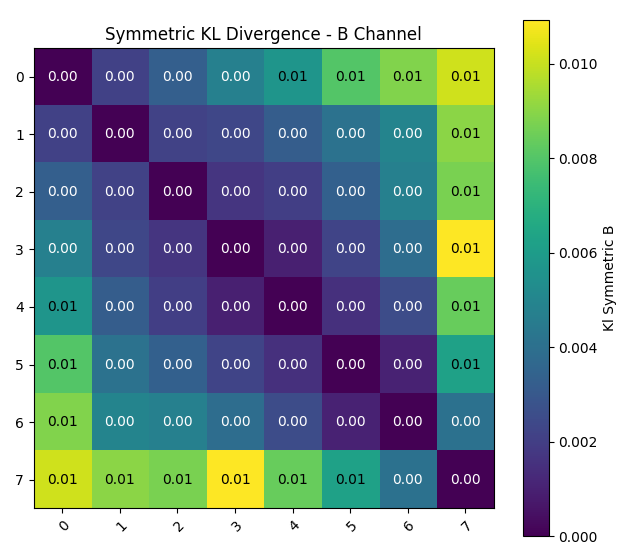 Symmetric KL Divergence - B Channel
0 0.00 0.00 0.00 0.00 0.01 0.01 0.01 0.01
1 0.00 0.00 0.00 0.00 0.00 0.00 0.00 0.01
2 0.00 0.00 0.00 0.00 0.00 0.00 0.00 0.01
3 0.00 0.00 0.00 0.00 0.00 0.00 0.00 0.01
4 0.01 0.00 0.00 0.00 0.00 0.00 0.00 0.01
5 0.01 0.00 0.00 0.00 0.00 0.00 0.00 0.01
6 0.01 0.00 0.00 0.00 0.00 0.00 0.00 0.00
7 0.01 0.01 0.01 0.01 0.01 0.01 0.00 0.00
0 1 2 3 4 5 6 7
0.010
0.008
0.006
0.004
0.002
0.000
Kl Symmetric B